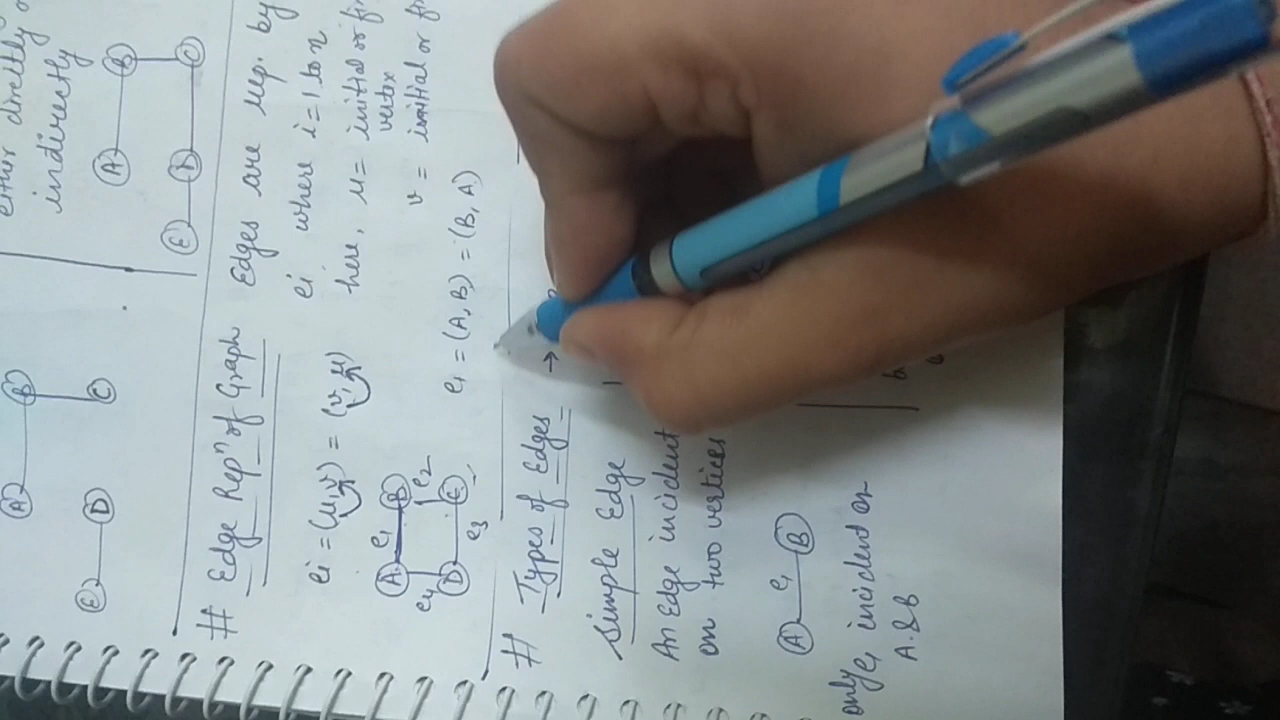 either directly
indirectly
A B
C
E D
A B
C
E D
# Edge Repⁿ of Graph
Edges are rep. by
ei where i = 1 to n
ei = (u, v) = (v, u)
here, u = initial or
vertex
v = initial or
A e₁ B
e₄ e₂
D C
e₃
e₁ = (A, B) = (B, A)
# Types of Edges →
Simple Edge
An Edge incident
on two vertices
A e₁ B
only e₁ incident on
A & B